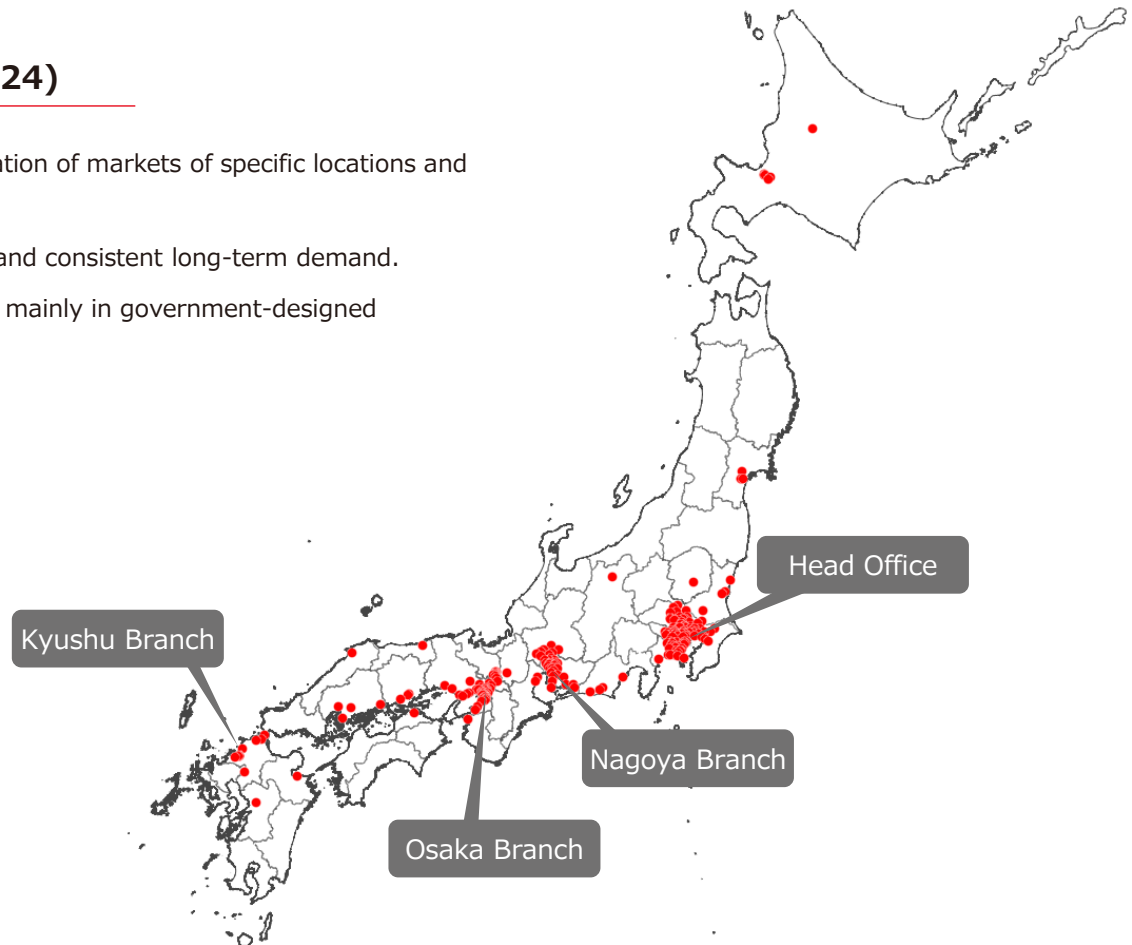 24)
ation of markets of specific locations and
and consistent long-term demand.
mainly in government-designed
Head Office
Kyushu Branch
Nagoya Branch
Osaka Branch